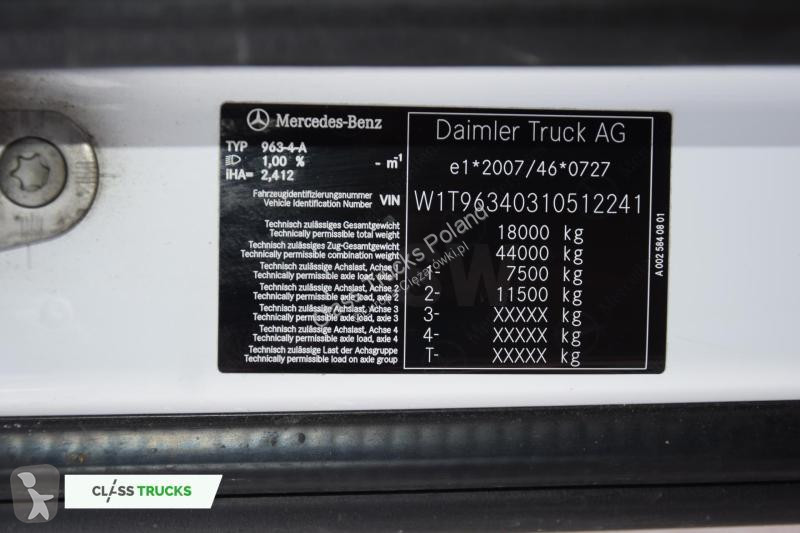 Mercedes-Benz
TYP 963-4-A
1,00 % - m⁻¹
iHA= 2,412
Fahrzeugidentifizierungsnummer
Vehicle Identification Number VIN
Technisch zulässiges Gesamtgewicht
Technically permissible total weight
Technisch zulässiges Zug-Gesamtgewicht
Technically permissible combination weight
Technisch zulässige Achslast, Achse 1
Technically permissible axle load, axle 1
Technisch zulässige Achslast, Achse 2
Technically permissible axle load, axle 2
Technisch zulässige Achslast, Achse 3
Technically permissible axle load, axle 3
Technisch zulässige Achslast, Achse 4
Technically permissible axle load, axle 4
Technisch zulässige Last der Achsgruppe
Technically permissible load on axle group
Daimler Truck AG
e1*2007/46*0727
W1T96340310512241
18000 kg
44000 kg
1- 7500 kg
2- 11500 kg
3- XXXXX kg
4- XXXXX kg
T- XXXXX kg
A 002 584 08 01
Class Trucks Poland
CLASS TRUCKS